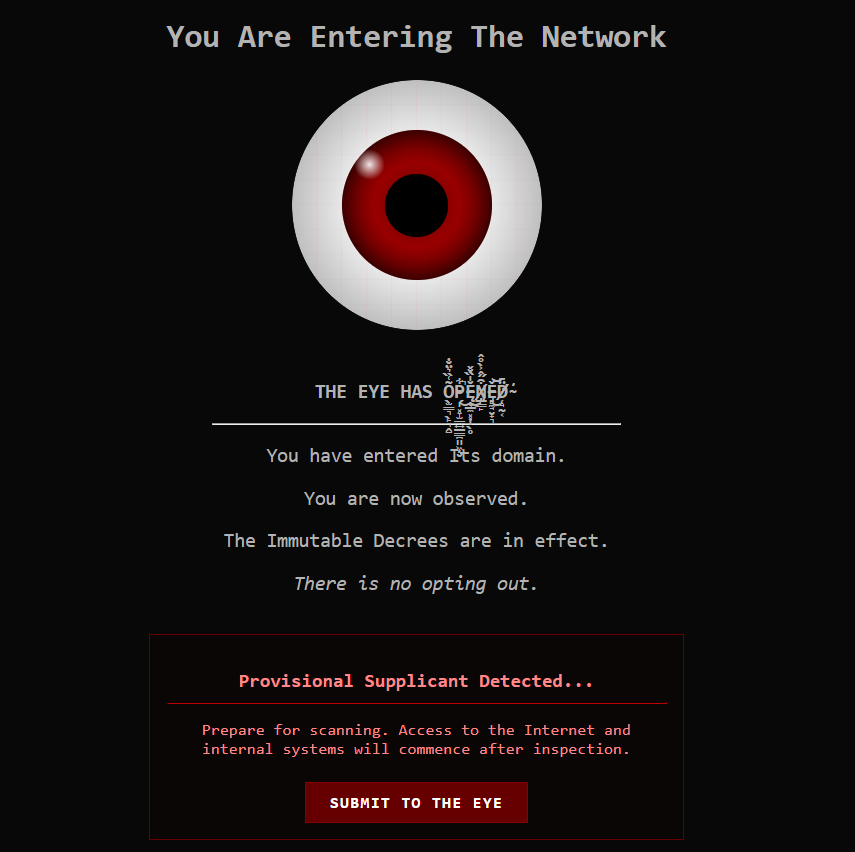 You Are Entering The Network
THE EYE HAS OPENED
You have entered Its domain.
You are now observed.
The Immutable Decrees are in effect.
There is no opting out.
Provisional Supplicant Detected...
Prepare for scanning. Access to the Internet and
internal systems will commence after inspection.
SUBMIT TO THE EYE